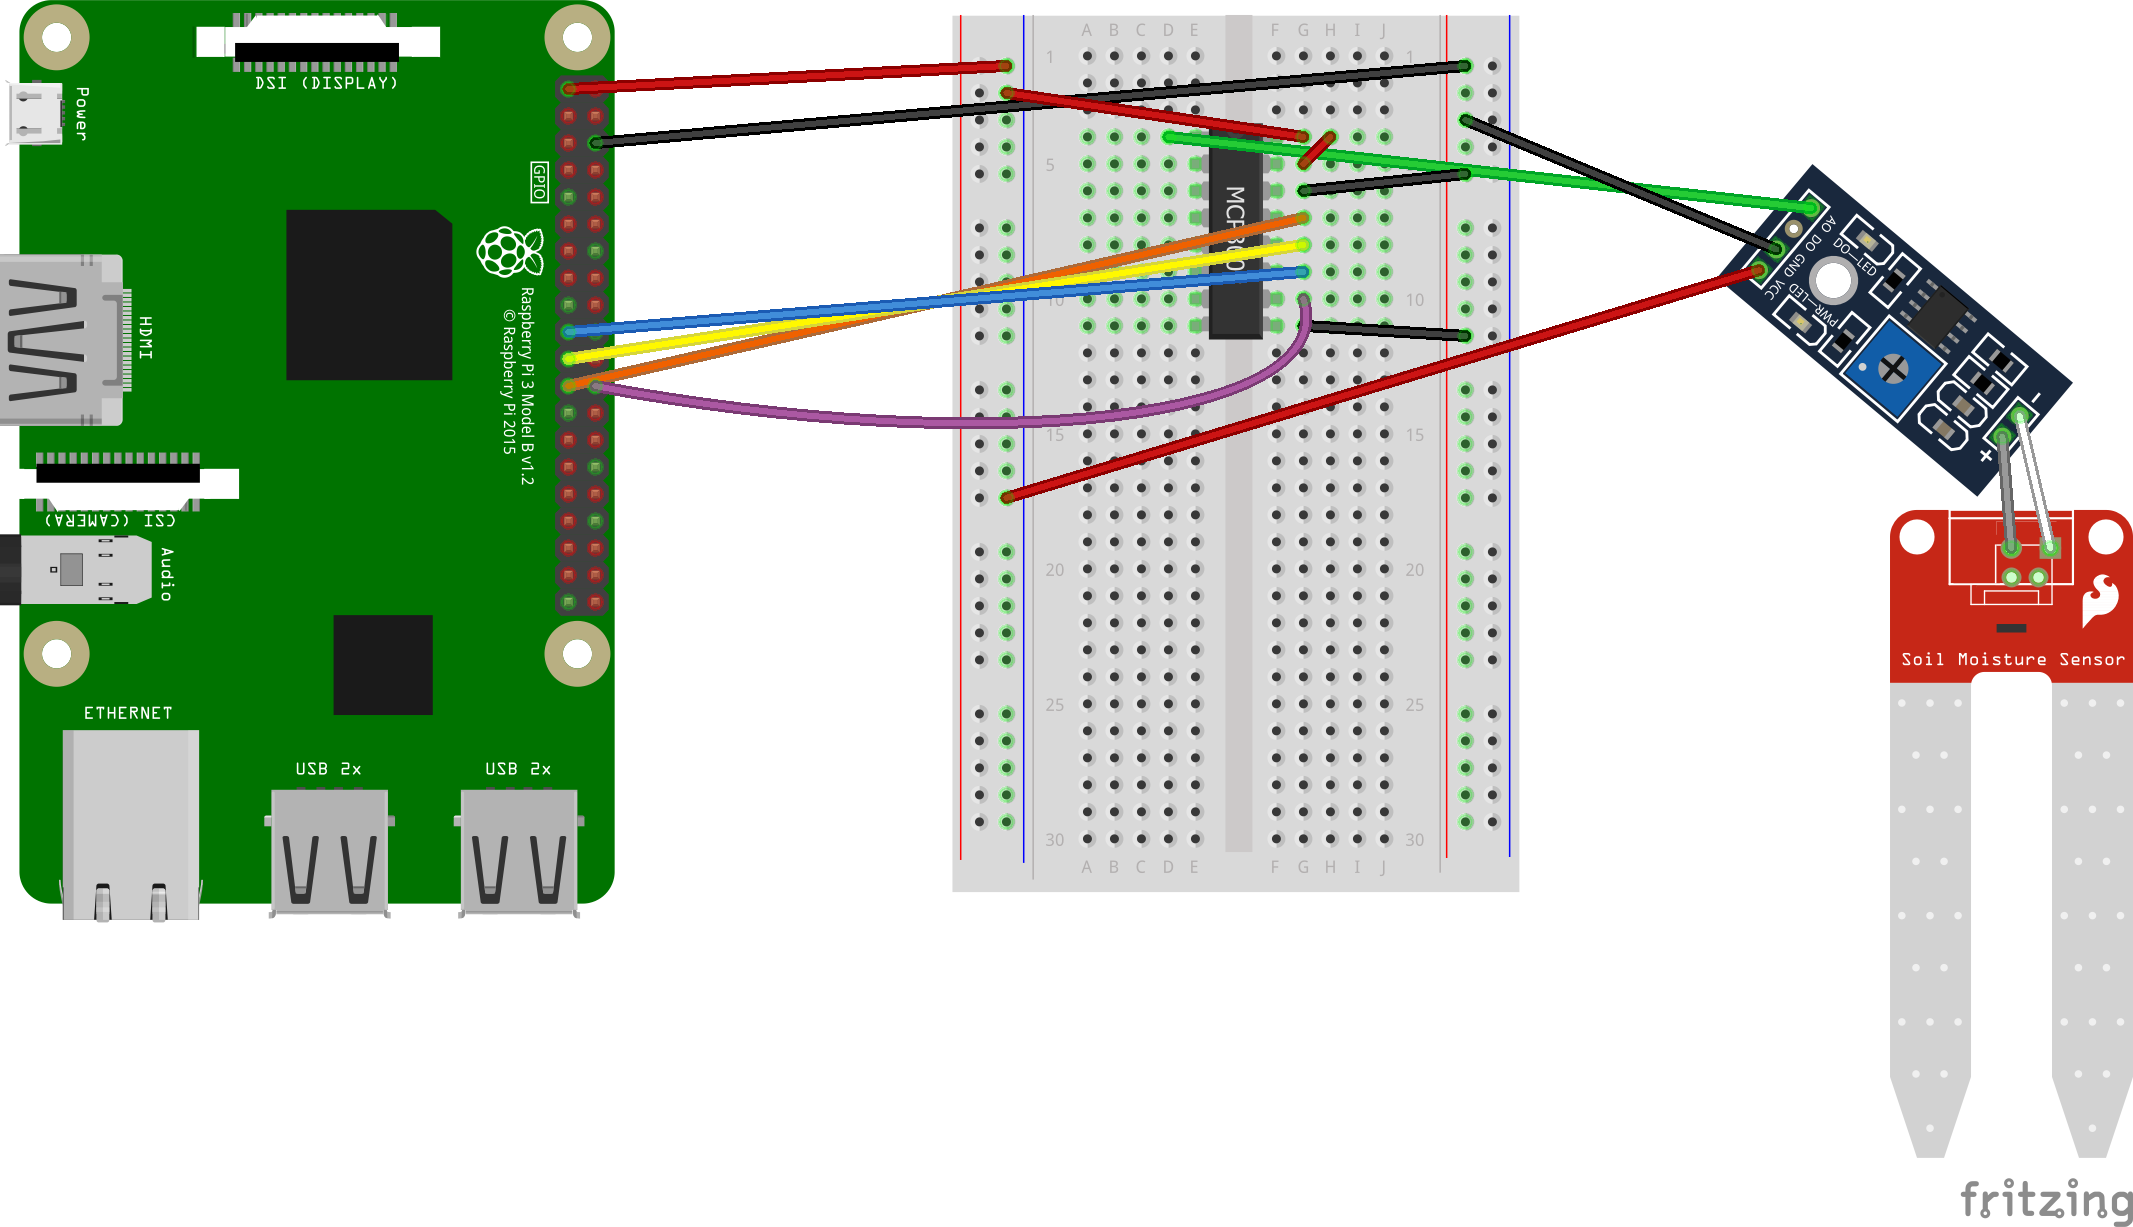 DSI (DISPLAY)
Power
GPIO
HDMI
Raspberry Pi 3 Model B v1.2
© Raspberry Pi 2015
CSI (CAMERA)
Audio
ETHERNET
USB 2x
USB 2x
A B C D E F G H I J
1 1
5
10 10
15 15
20 20
25 25
30 30
A B C D E F G H I J
AO
DO
GND
VCC
DO-LED
PWR-LED
-
+
Soil Moisture Sensor
fritzing